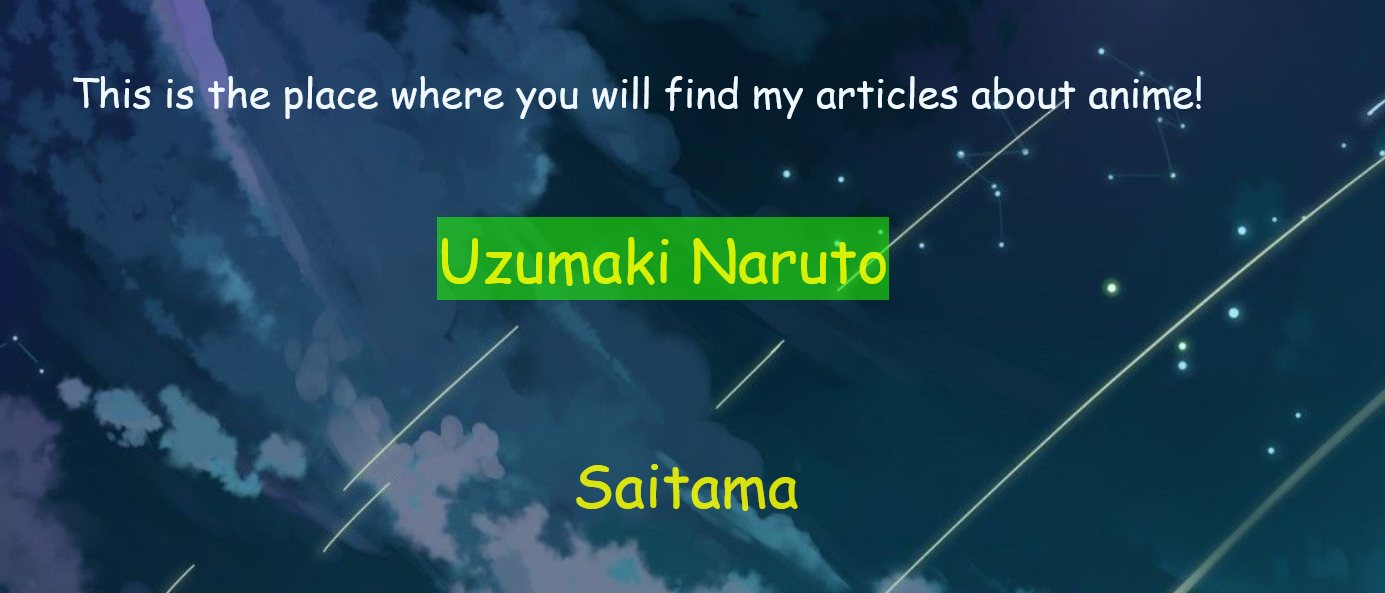 This is the place where you will find my articles about anime!
Uzumaki Naruto
Saitama